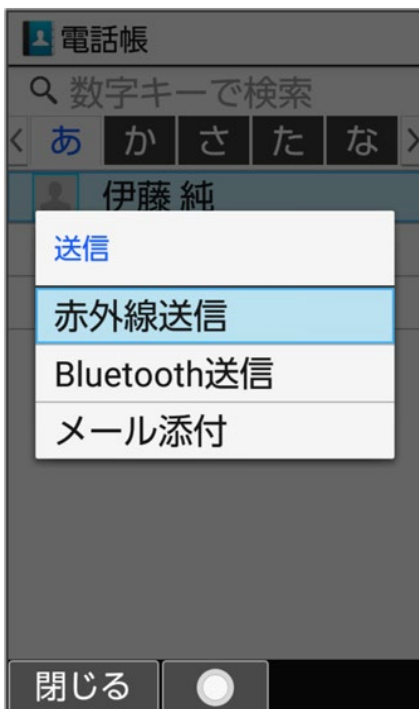 電話帳
数字キーで検索
あ か さ た な
伊藤 純
送信
赤外線送信
Bluetooth送信
メール添付
閉じる